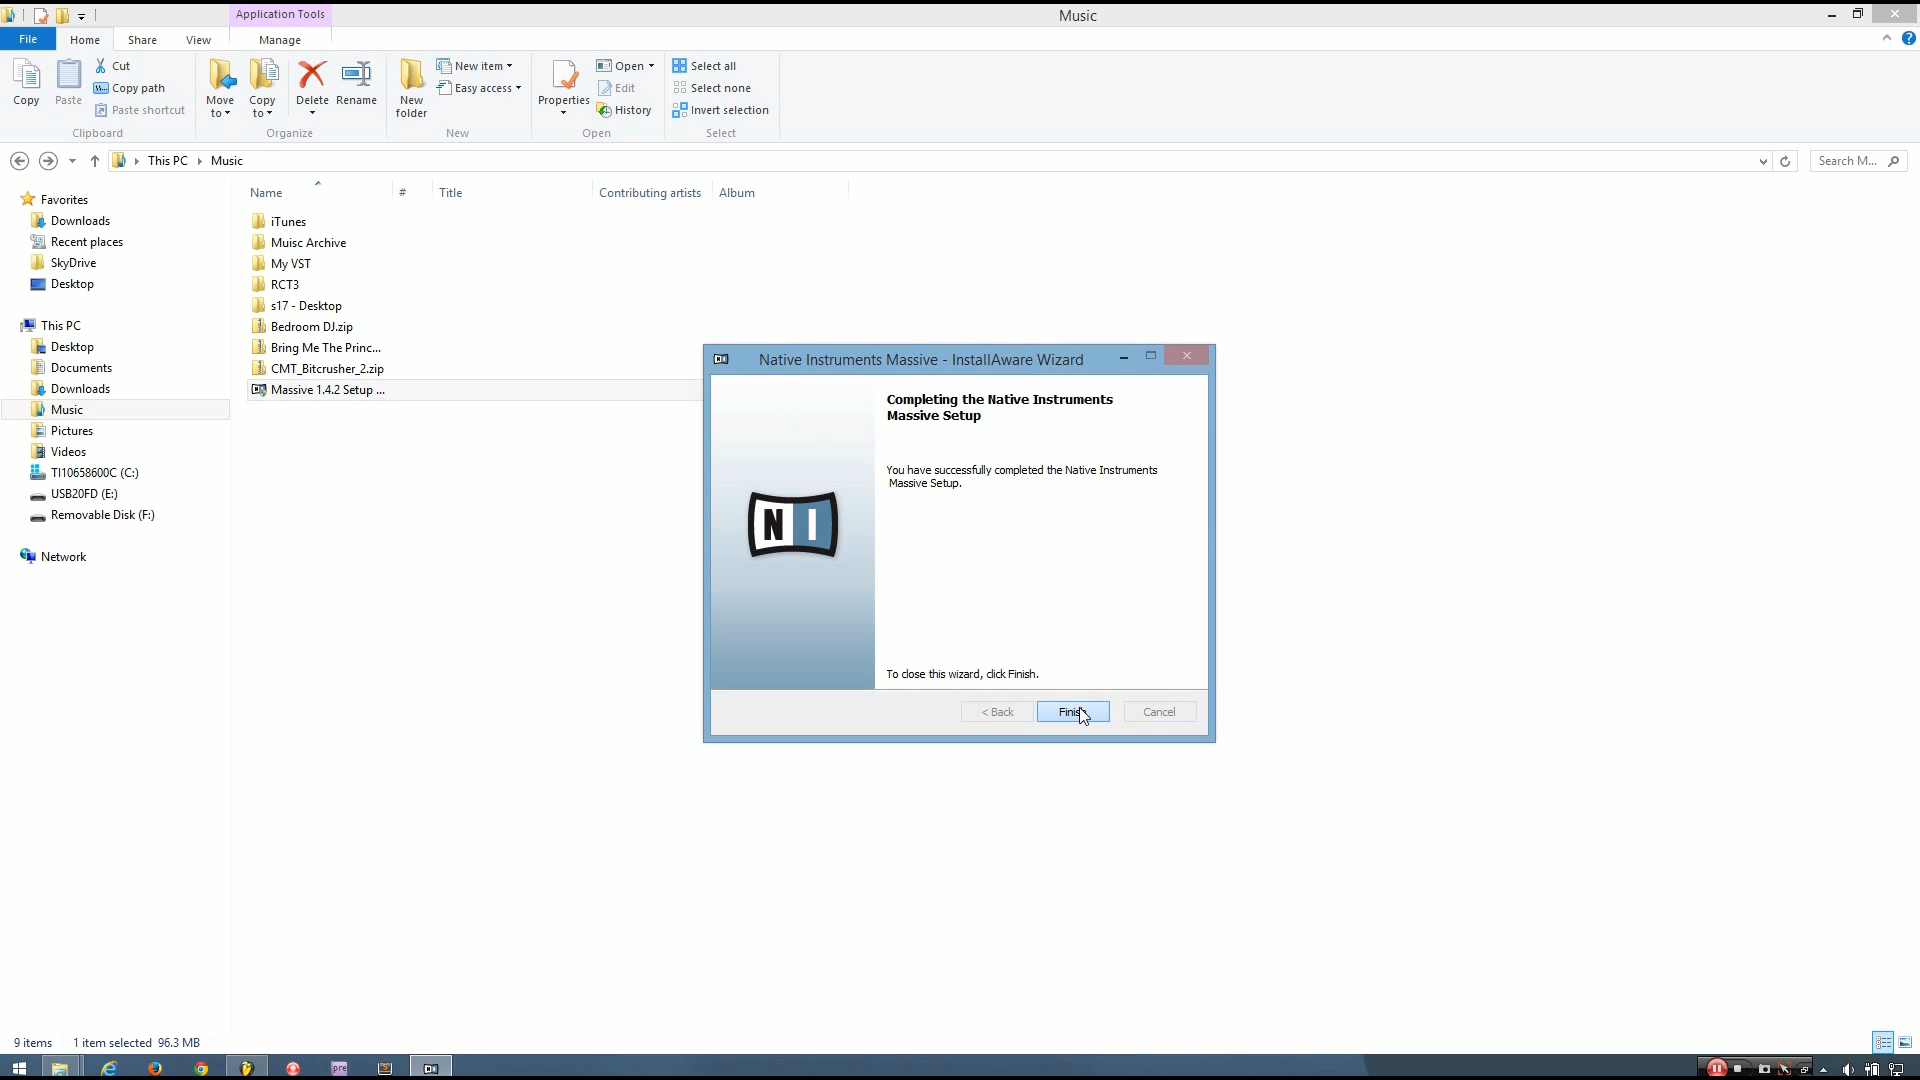 Application Tools
Music
File
Home
Share
View
Manage
Copy
Paste
Cut
Copy path
Paste shortcut
Clipboard
Move to
Copy to
Delete
Rename
Organize
New folder
New item
Easy access
New
Properties
Open
Edit
History
Open
Select all
Select none
Invert selection
Select
This PC
Music
Search M...
Favorites
Downloads
Recent places
SkyDrive
Desktop
This PC
Desktop
Documents
Downloads
Music
Pictures
Videos
TI10658600C (C:)
USB20FD (E:)
Removable Disk (F:)
Network
Name
#
Title
Contributing artists
Album
iTunes
Muisc Archive
My VST
RCT3
s17 - Desktop
Bedroom DJ.zip
Bring Me The Princ...
CMT_Bitcrusher_2.zip
Massive 1.4.2 Setup ...
Native Instruments Massive - InstallAware Wizard
Completing the Native Instruments
Massive Setup
You have successfully completed the Native Instruments
Massive Setup.
NI
To close this wizard, click Finish.
< Back
Finish
Cancel
9 items
1 item selected 96.3 MB
pre